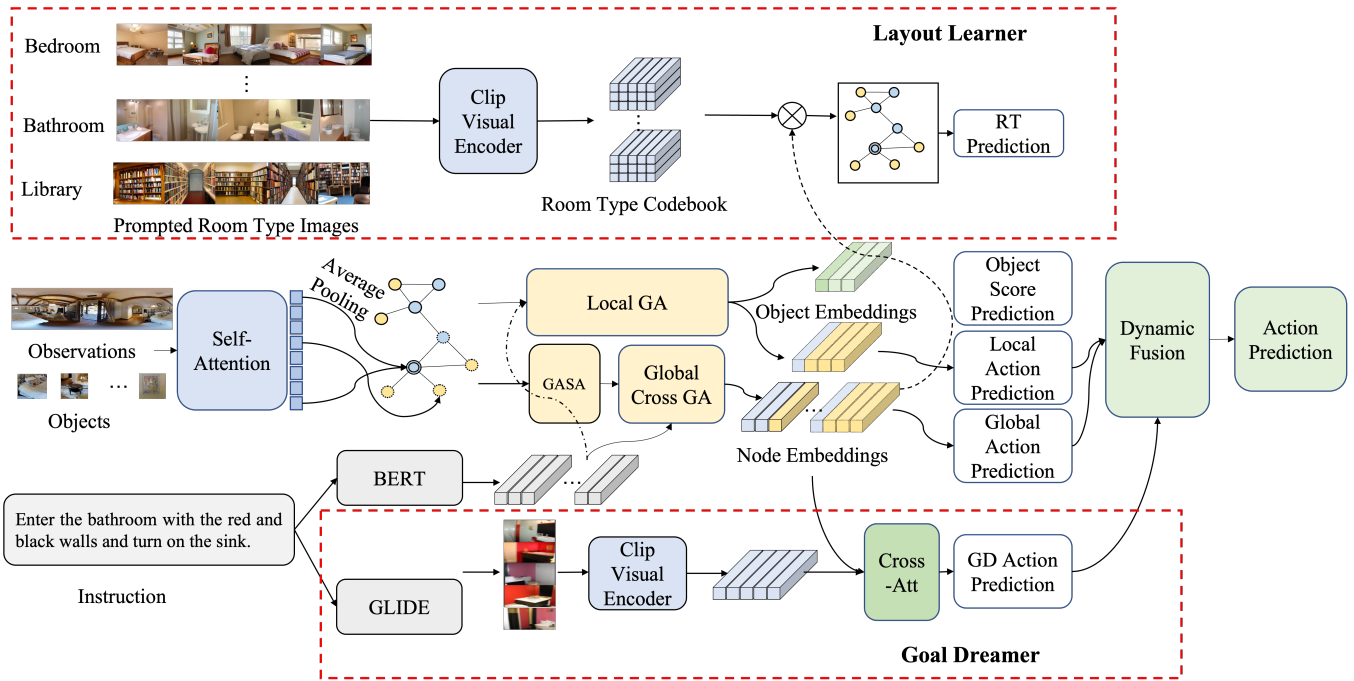 Layout Learner
Bedroom
Bathroom
Library
Prompted Room Type Images
Clip
Visual
Encoder
Room Type Codebook
RT
Prediction
Average
Pooling
Observations
Objects
Self-
Attention
Local GA
GASA
Global
Cross GA
Object Embeddings
Node Embeddings
Object
Score
Prediction
Local
Action
Prediction
Global
Action
Prediction
Dynamic
Fusion
Action
Prediction
BERT
Enter the bathroom with the red and
black walls and turn on the sink.
Instruction
GLIDE
Clip
Visual
Encoder
Cross
-Att
GD Action
Prediction
Goal Dreamer